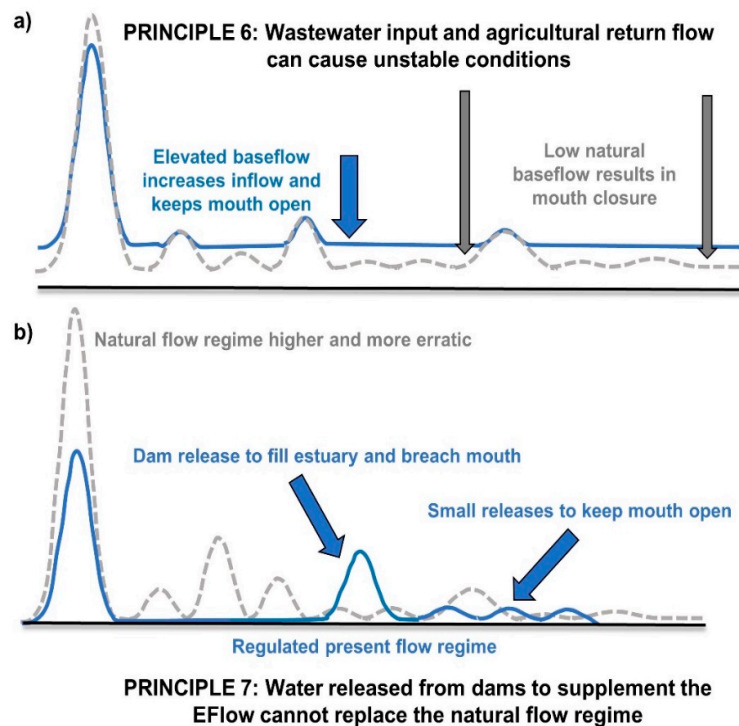 a)
PRINCIPLE 6: Wastewater input and agricultural return flow
can cause unstable conditions
Elevated baseflow
increases inflow and
keeps mouth open
Low natural
baseflow results in
mouth closure
b)
Natural flow regime higher and more erratic
Dam release to fill estuary and breach mouth
Small releases to keep mouth open
Regulated present flow regime
PRINCIPLE 7: Water released from dams to supplement the
EFlow cannot replace the natural flow regime